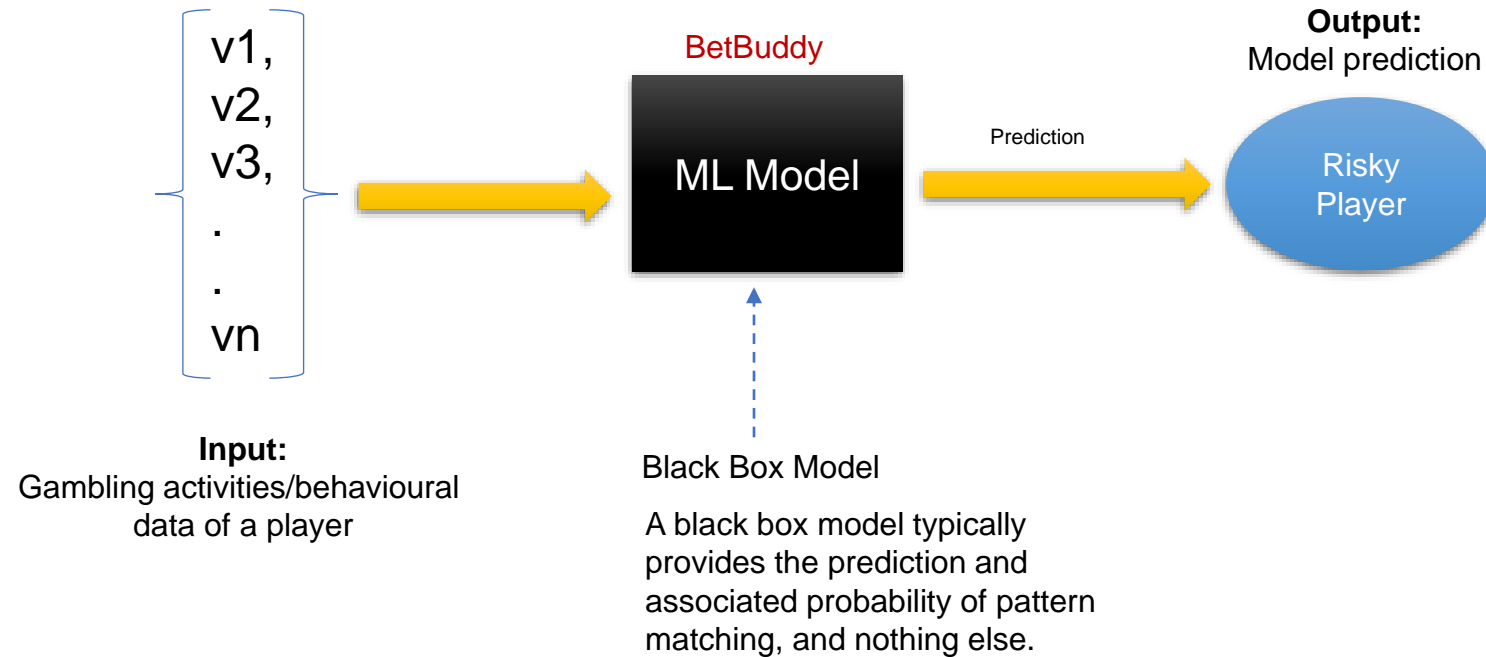 v1,
v2,
v3,
.
.
vn
Input:
Gambling activities/behavioural
data of a player
BetBuddy
ML Model
Black Box Model
A black box model typically
provides the prediction and
associated probability of pattern
matching, and nothing else.
Prediction
Output:
Model prediction
Risky
Player